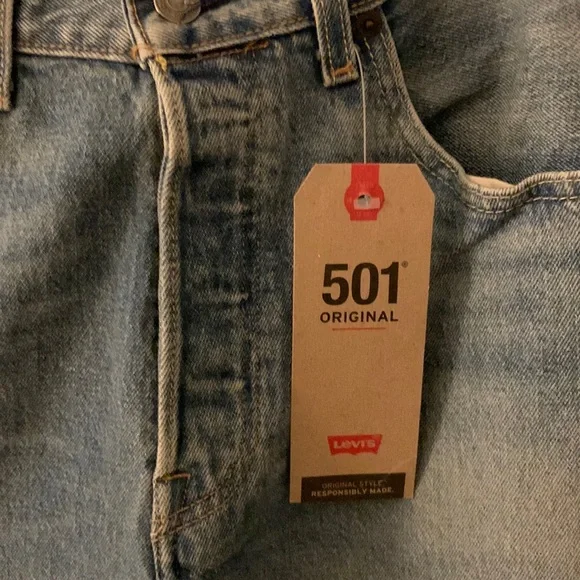 501®
ORIGINAL
LEVI'S
ORIGINAL STYLE
RESPONSIBLY MADE.